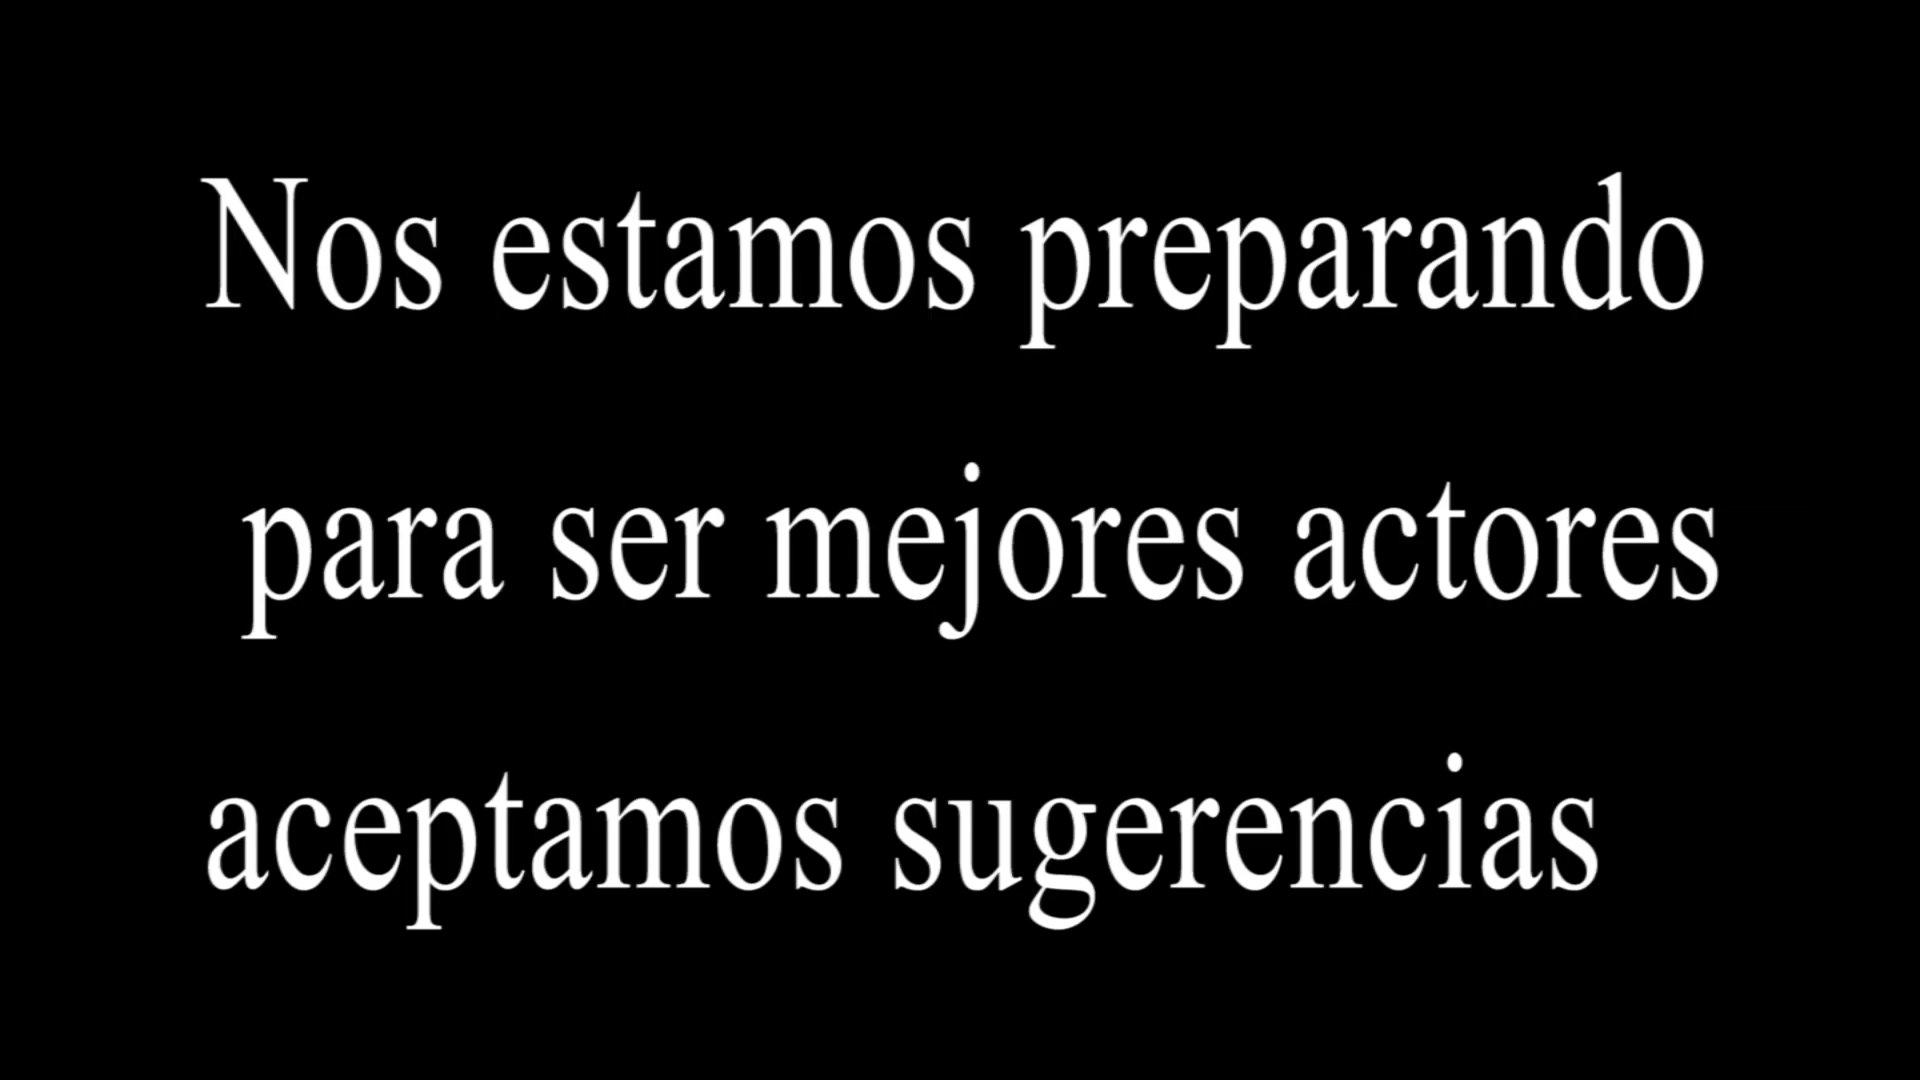 Nos estamos preparando
para ser mejores actores
aceptamos sugerencias